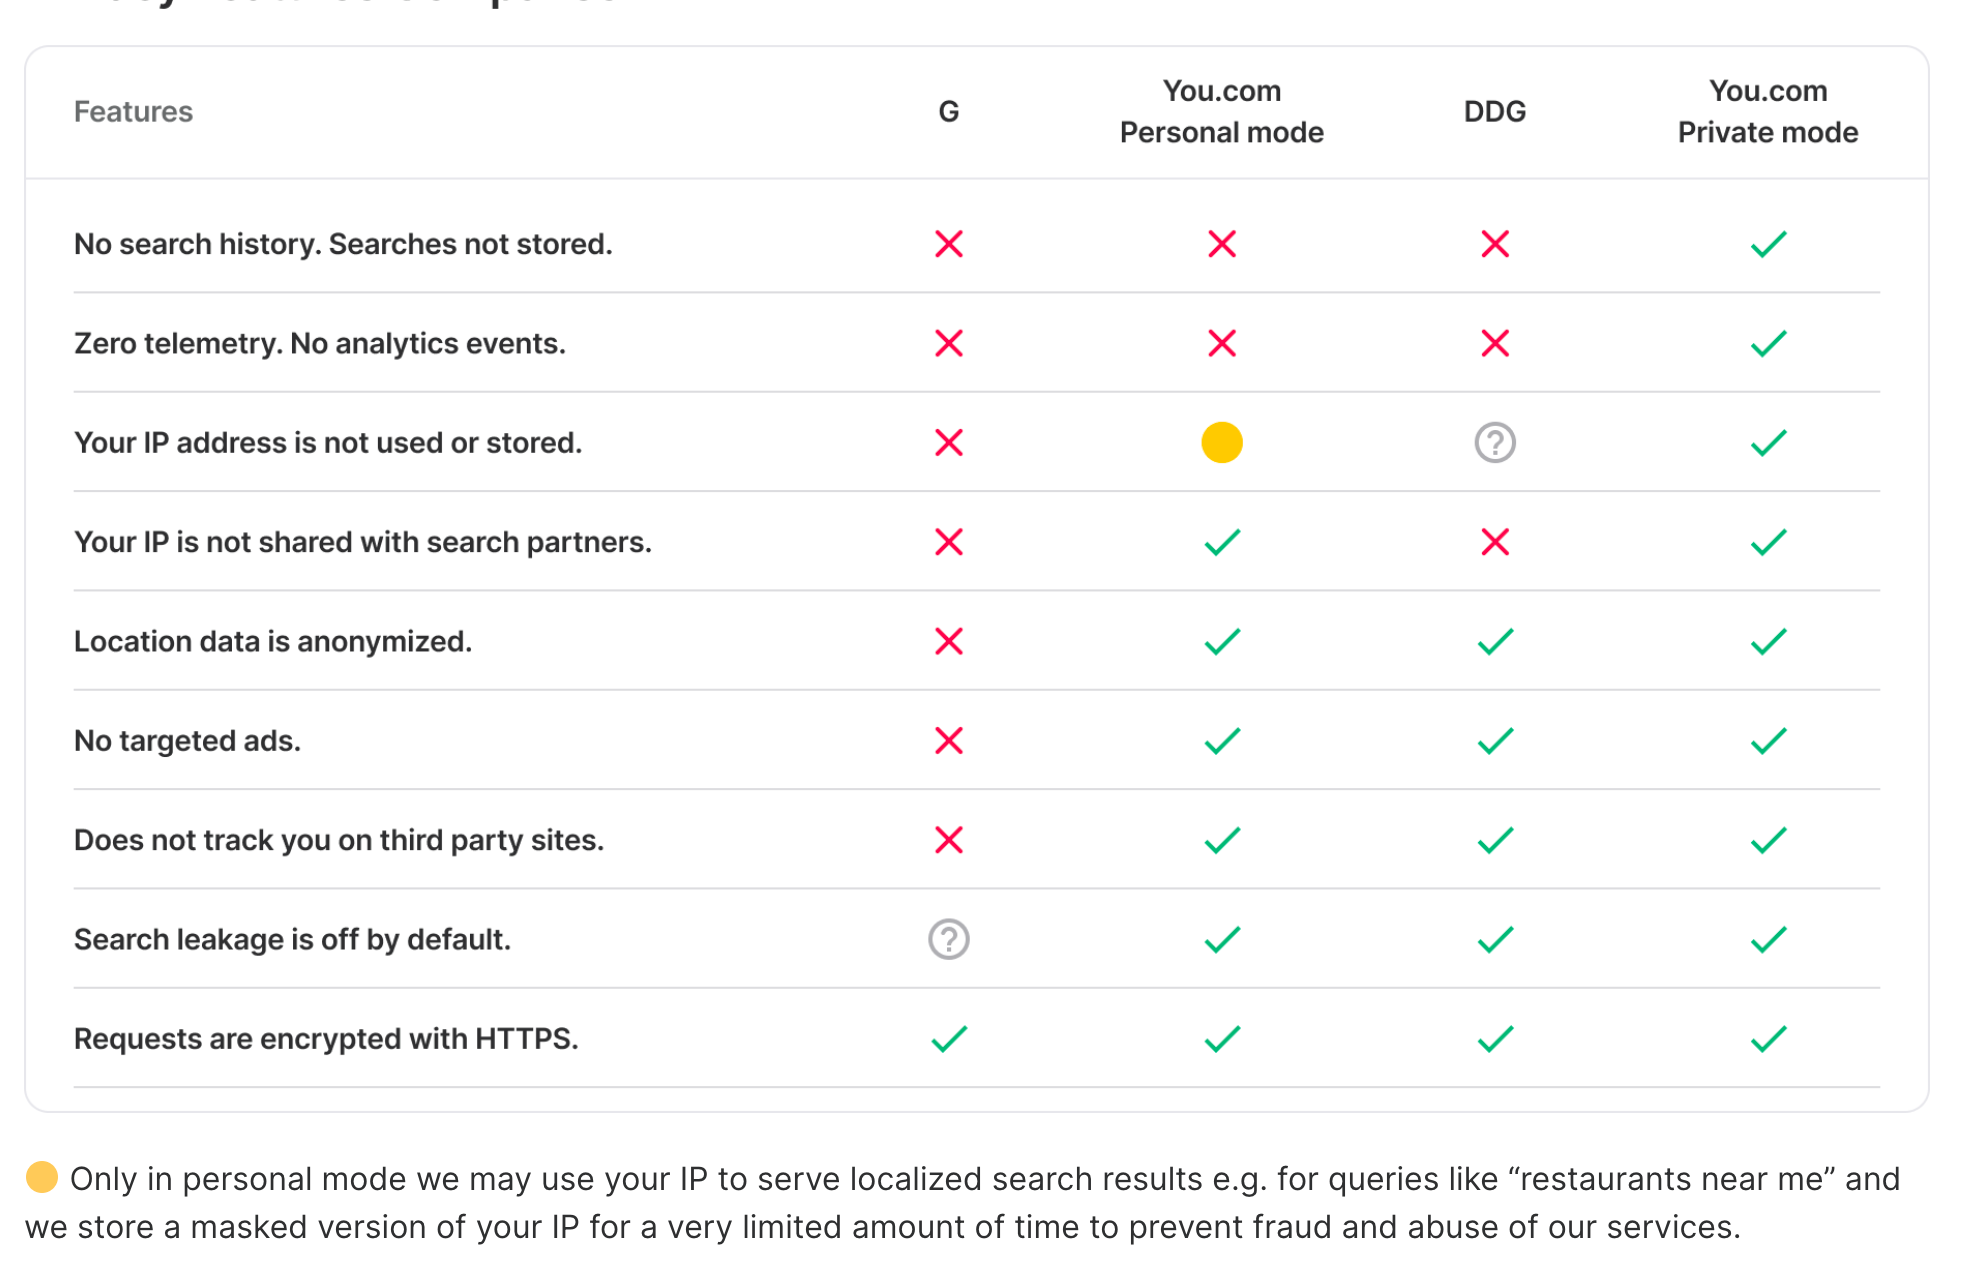 Features
G
You.com
Personal mode
DDG
You.com
Private mode
No search history. Searches not stored.
Zero telemetry. No analytics events.
Your IP address is not used or stored.
Your IP is not shared with search partners.
Location data is anonymized.
No targeted ads.
Does not track you on third party sites.
Search leakage is off by default.
Requests are encrypted with HTTPS.
Only in personal mode we may use your IP to serve localized search results e.g. for queries like “restaurants near me” and
we store a masked version of your IP for a very limited amount of time to prevent fraud and abuse of our services.